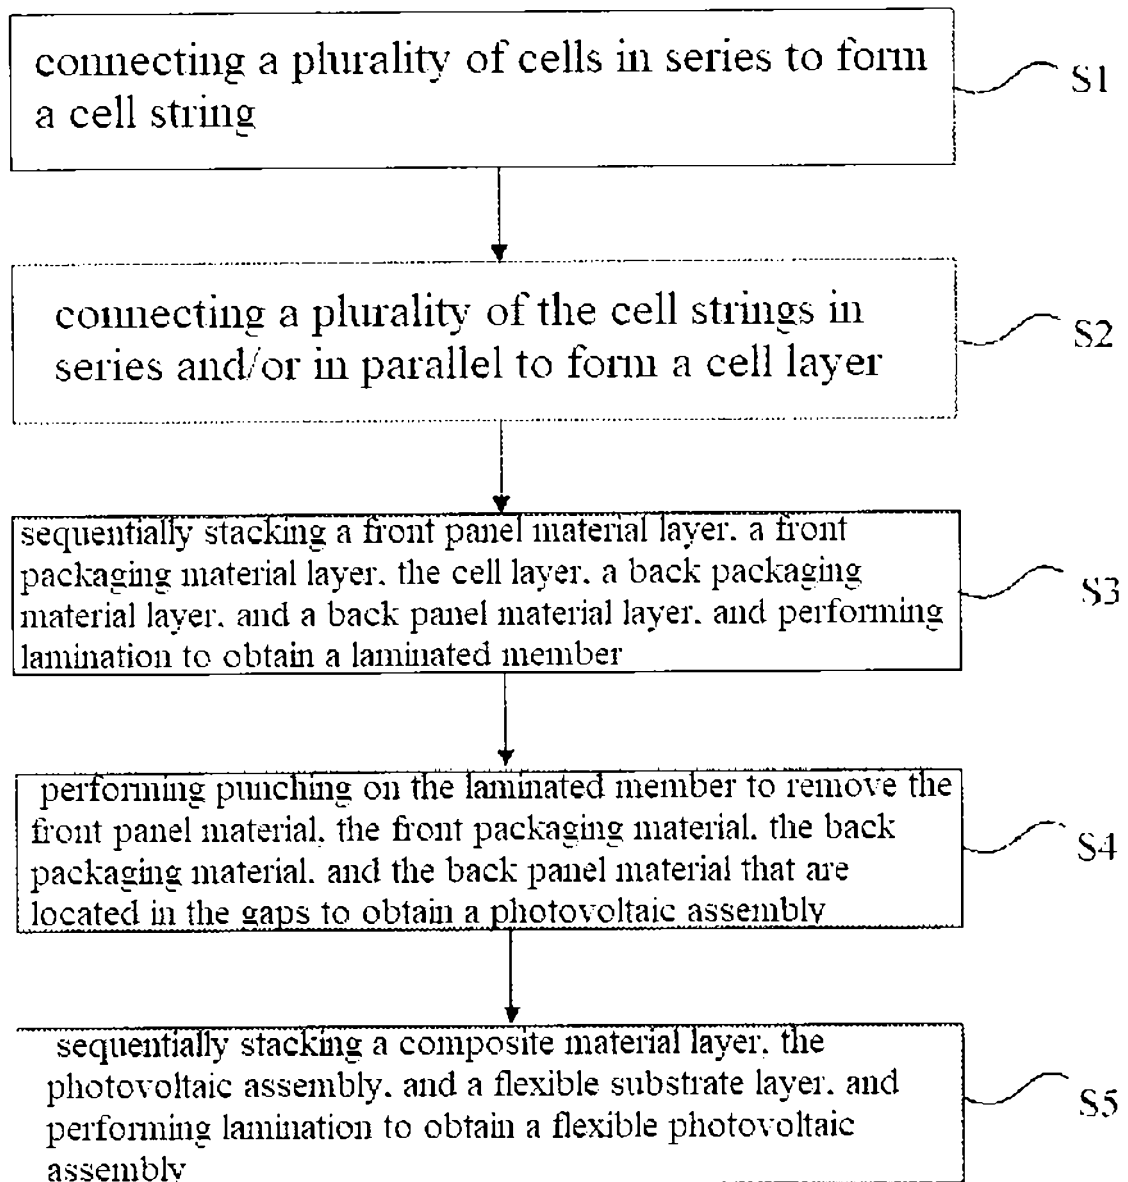 connecting a plurality of cells in series to form
a cell string
S1
connecting a plurality of the cell strings in
series and/or in parallel to form a cell layer
S2
sequentially stacking a front panel material layer, a front
packaging material layer, the cell layer, a back packaging
material layer, and a back panel material layer, and performing
lamination to obtain a laminated member
S3
performing punching on the laminated member to remove the
front panel material, the front packaging material, the back
packaging material, and the back panel material that are
located in the gaps to obtain a photovoltaic assembly
S4
sequentially stacking a composite material layer, the
photovoltaic assembly, and a flexible substrate layer, and
performing lamination to obtain a flexible photovoltaic
assembly
S5